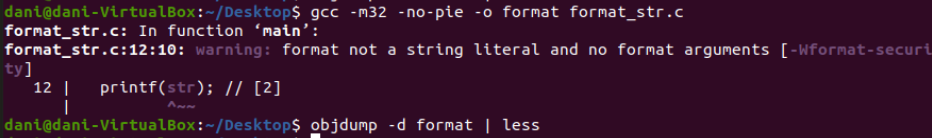 dani@dani-VirtualBox:~/Desktop$ gcc -m32 -no-pie -o format format_str.c
format_str.c: In function ‘main’:
format_str.c:12:10: warning: format not a string literal and no format arguments [-Wformat-securi
ty]
   12 |   printf(str); // [2]
      |          ^~~
dani@dani-VirtualBox:~/Desktop$ objdump -d format | less